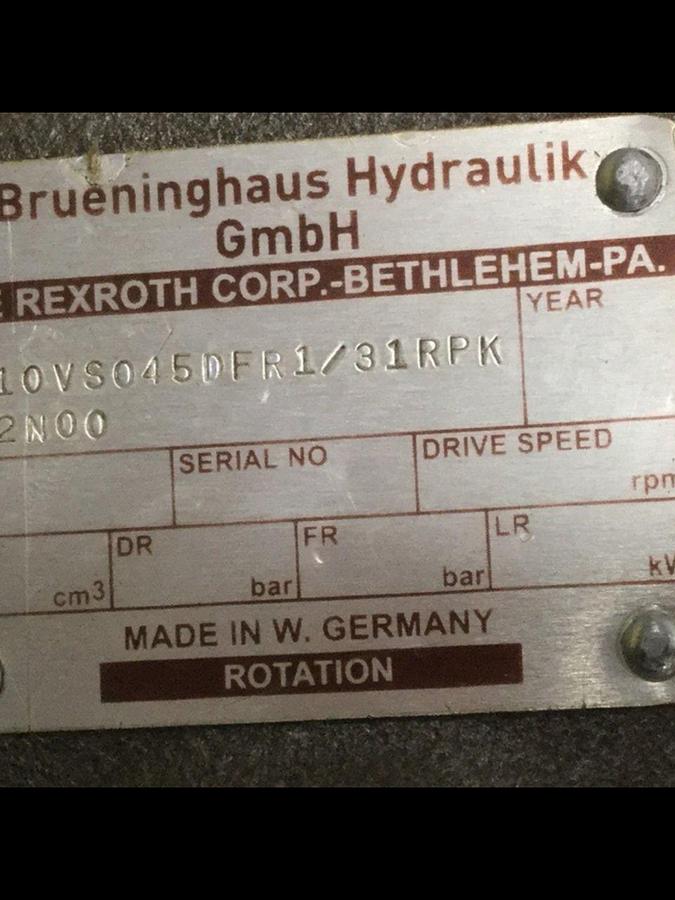 Brueninghaus Hydraulik
GmbH
E REXROTH CORP.-BETHLEHEM-PA.
YEAR
10VSO45DFR1/31RPK
2N00
SERIAL NO
DRIVE SPEED
rpm
DR
FR
LR
cm3
bar
bar
kW
MADE IN W. GERMANY
ROTATION